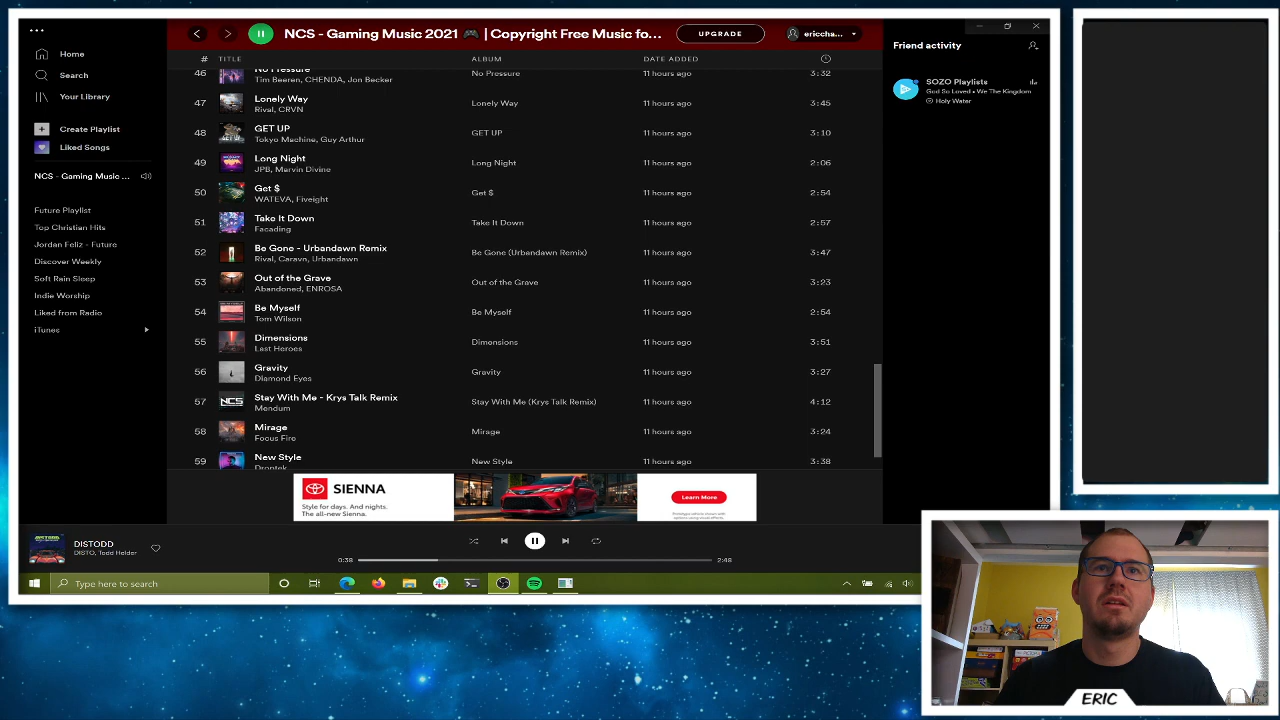 NCS - Gaming Music 2021 🎮 | Copyright Free Music fo...
UPGRADE
ericcha...
Home
Search
Your Library
Create Playlist
Liked Songs
NCS - Gaming Music ...
Future Playlist
Top Christian Hits
Jordan Feliz - Future
Discover Weekly
Soft Rain Sleep
Indie Worship
Liked from Radio
iTunes
# TITLE ALBUM DATE ADDED
46 No Pressure No Pressure 11 hours ago 3:32
Tim Beeren, CHENDA, Jon Becker
47 Lonely Way Lonely Way 11 hours ago 3:45
Rival, CRVN
48 GET UP GET UP 11 hours ago 3:10
Tokyo Machine, Guy Arthur
49 Long Night Long Night 11 hours ago 2:06
JPB, Marvin Divine
50 Get $ Get $ 11 hours ago 2:54
WATEVA, Fiveight
51 Take It Down Take It Down 11 hours ago 2:57
Facading
52 Be Gone - Urbandawn Remix Be Gone (Urbandawn Remix) 11 hours ago 3:47
Rival, Caravn, Urbandawn
53 Out of the Grave Out of the Grave 11 hours ago 3:23
Abandoned, ENROSA
54 Be Myself Be Myself 11 hours ago 2:54
Tom Wilson
55 Dimensions Dimensions 11 hours ago 3:51
Last Heroes
56 Gravity Gravity 11 hours ago 3:27
Diamond Eyes
57 Stay With Me - Krys Talk Remix Stay With Me (Krys Talk Remix) 11 hours ago 4:12
Mendum
58 Mirage Mirage 11 hours ago 3:24
Focus Fire
59 New Style New Style 11 hours ago 3:38
Droptek
NCS
Friend activity
SOZO Playlists
God So Loved • We The Kingdom
Holy Water
SIENNA
Style for days. And nights.
The all-new Sienna.
Learn More
Prototype vehicle shown with
options using visual effects.
DISTODD
DISTO, Todd Helder
0:38
2:48
Type here to search
ERIC